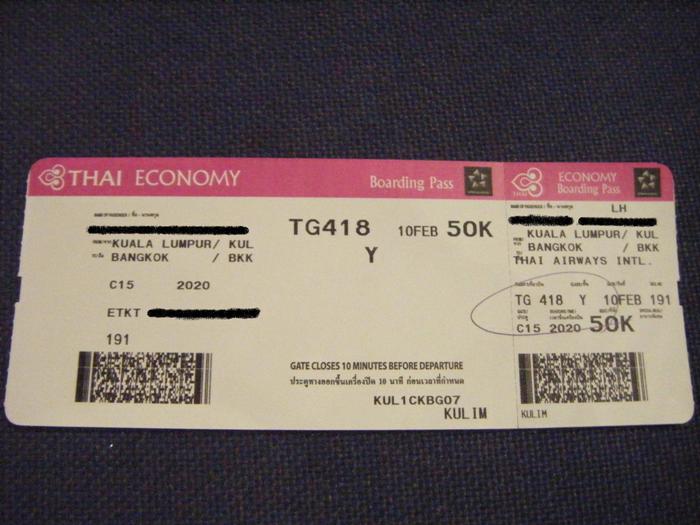 THAI ECONOMY
Boarding Pass
TG418 10FEB 50K
Y
KUALA LUMPUR/ KUL
BANGKOK / BKK
C15 2020
ETKT
191
GATE CLOSES 10 MINUTES BEFORE DEPARTURE
ประตูทางออกขึ้นเครื่องปิด 10 นาที ก่อนเวลาที่กำหนด
KUL1CKBG07
KULIM
THAI
ECONOMY
Boarding Pass
LH
KUALA LUMPUR/ KUL
BANGKOK / BKK
THAI AIRWAYS INTL.
TG 418 Y 10FEB 191
C15 2020 50K
KULIM